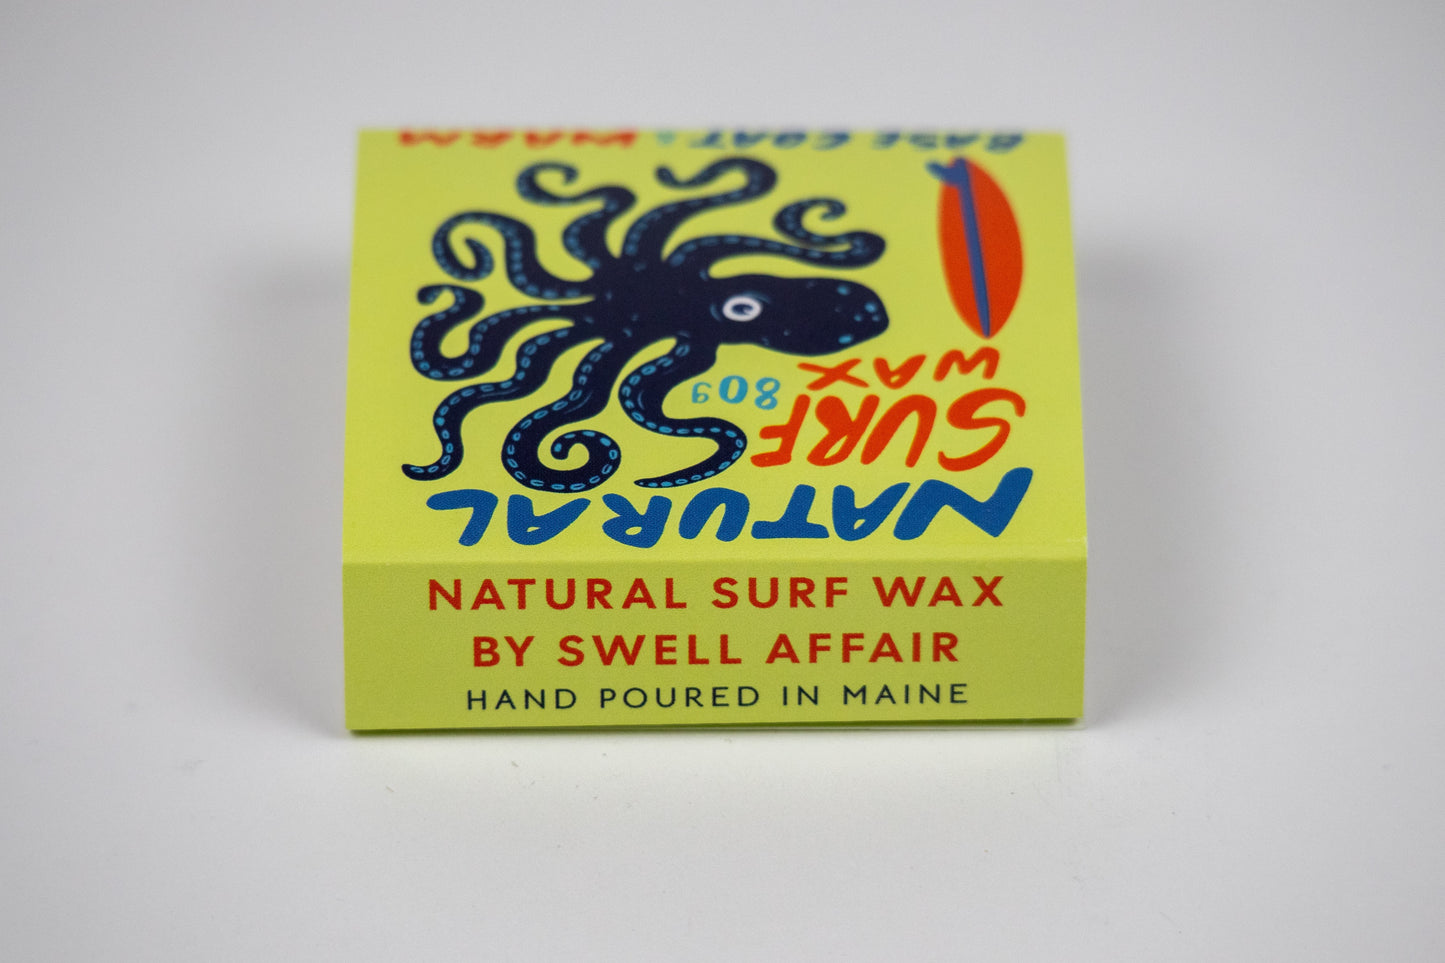 NATURAL SURF WAX
BY SWELL AFFAIR
HAND POURED IN MAINE
NATURAL
SURF
WAX
80g
BASE COAT & WARM